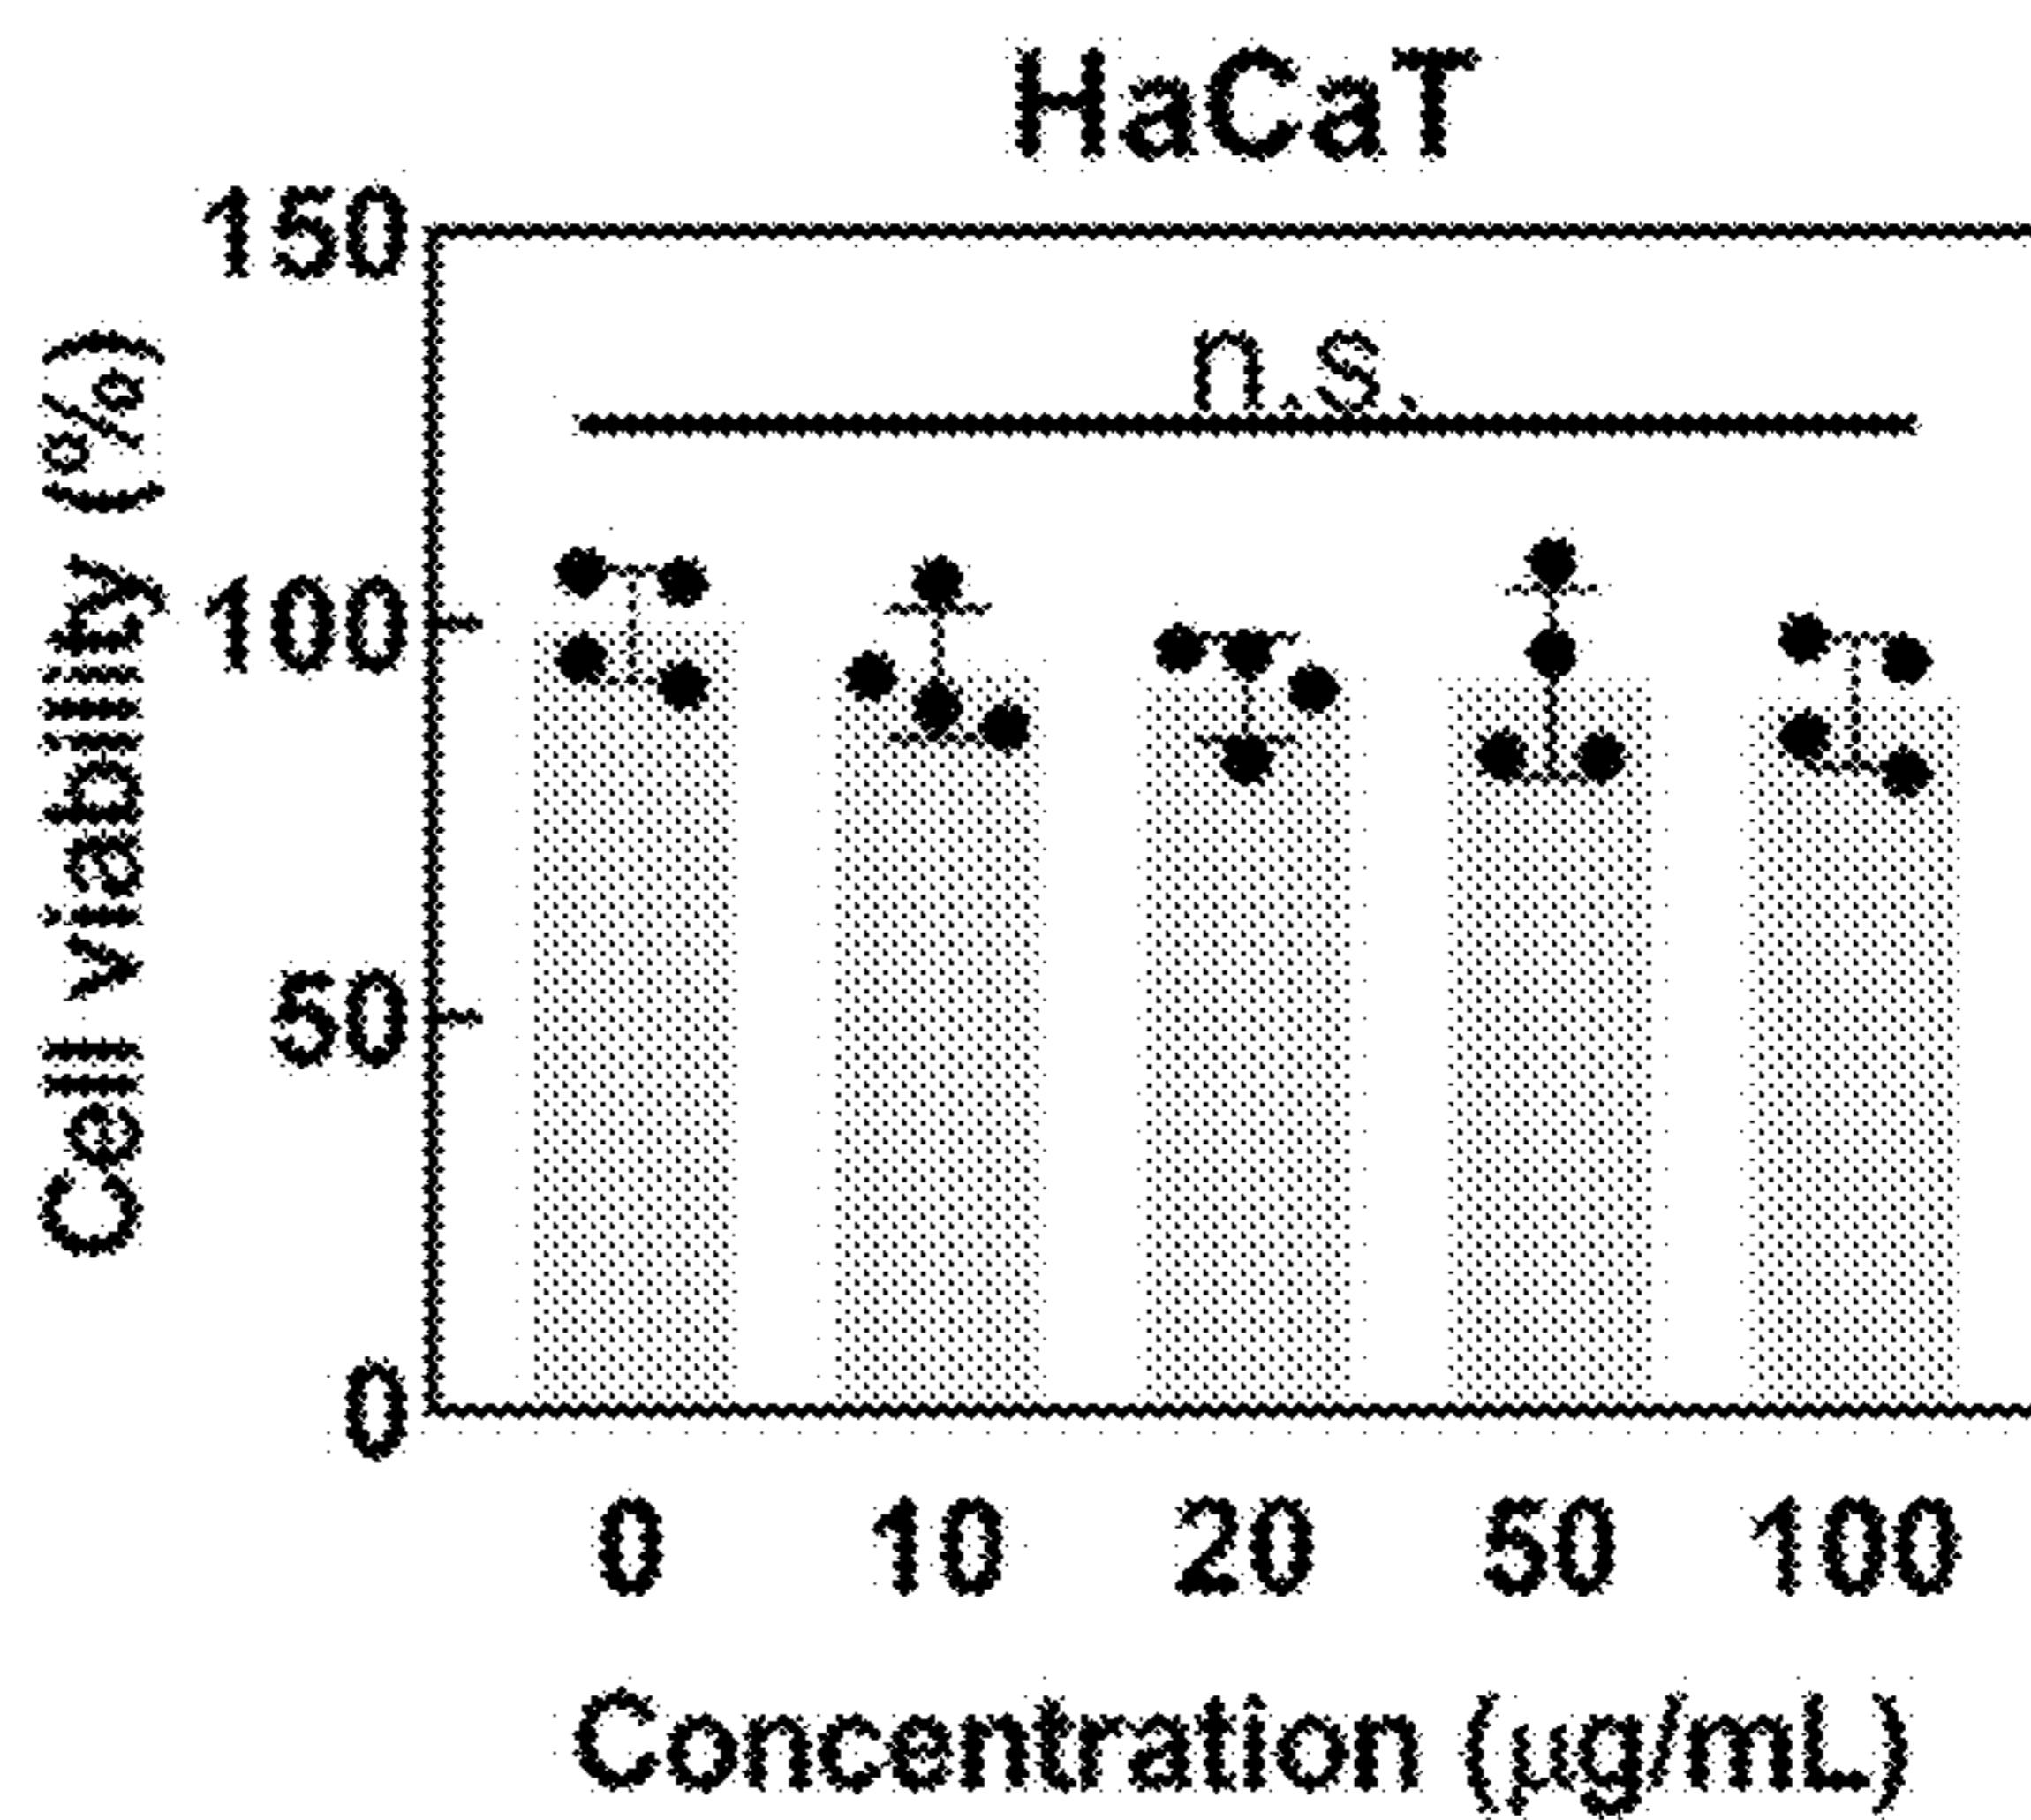 HaCaT
150
n.s.
Cell viability (%)
100
50
0
0 10 20 50 100
Concentration (µg/mL)